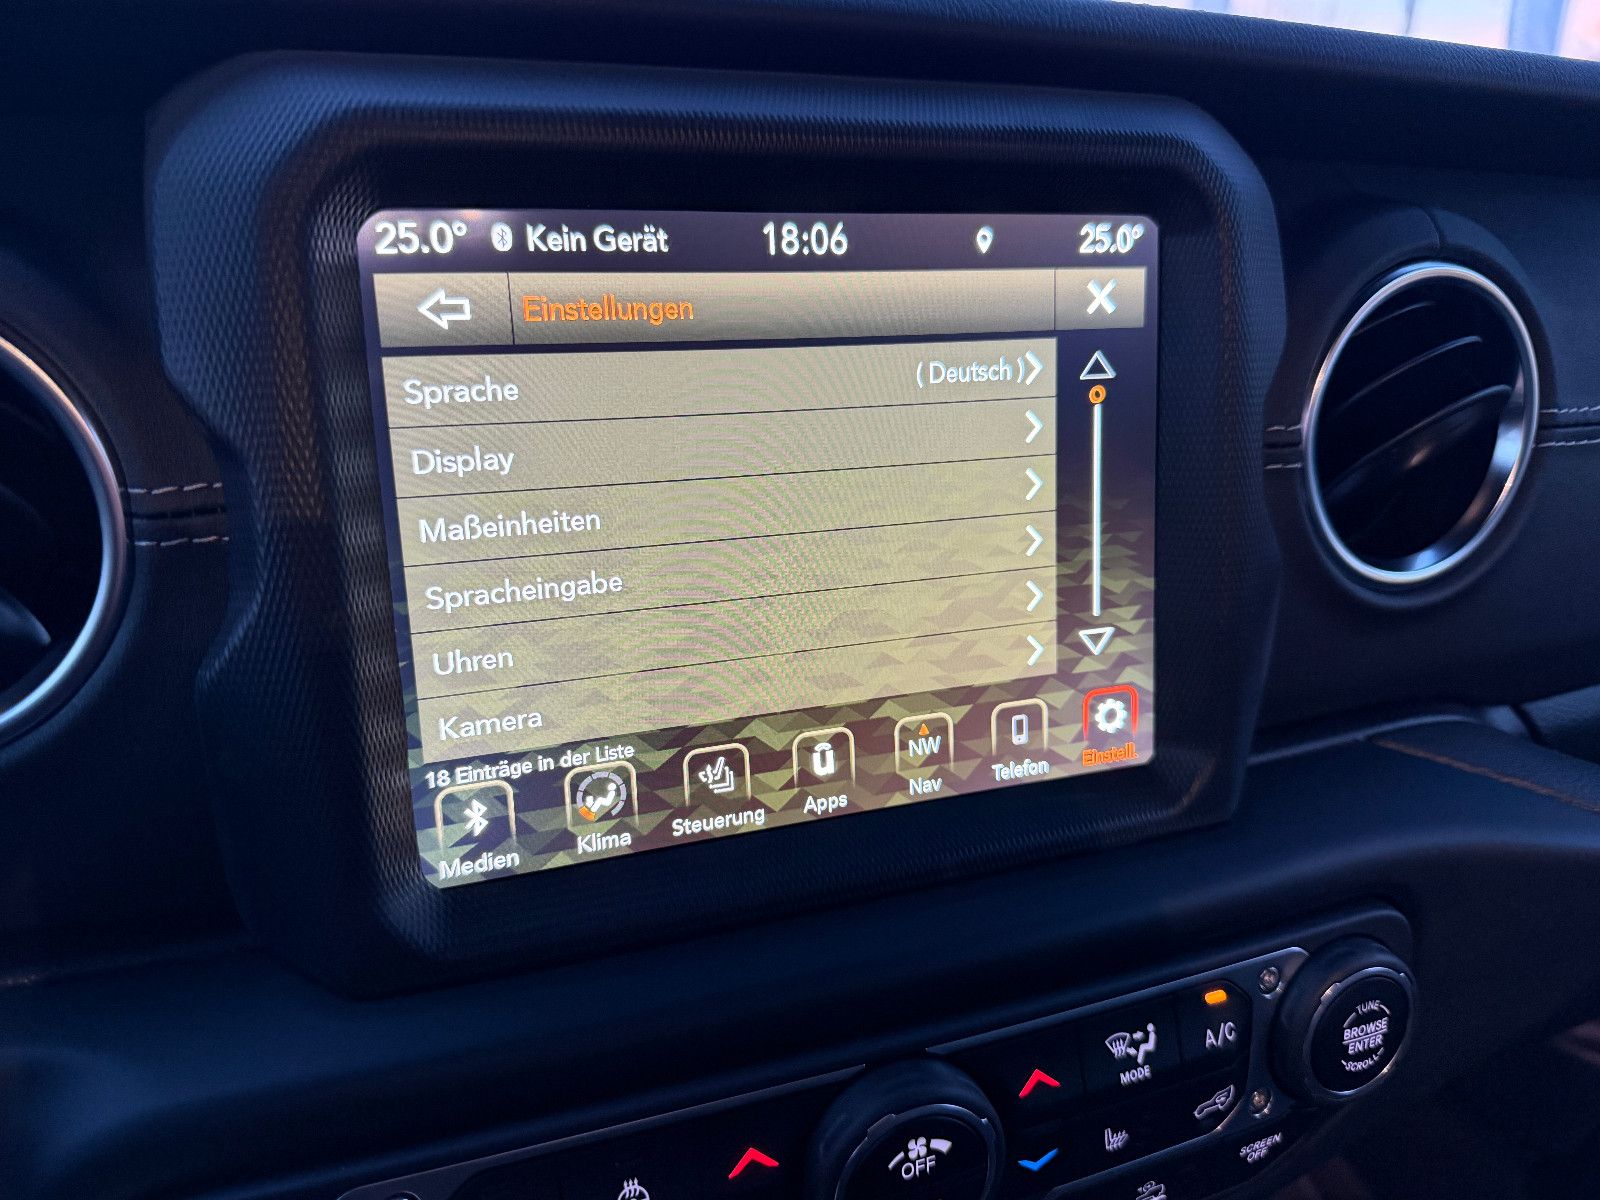 25.0° Kein Gerät 18:06 25.0°
Einstellungen
Sprache ( Deutsch )
Display
Maßeinheiten
Spracheingabe
Uhren
Kamera
18 Einträge in der Liste
Medien Klima Steuerung Apps NW Nav Telefon Einstell.
TUNE
BROWSE
ENTER
SCROLL
A/C
MODE
OFF
SCREEN
OFF